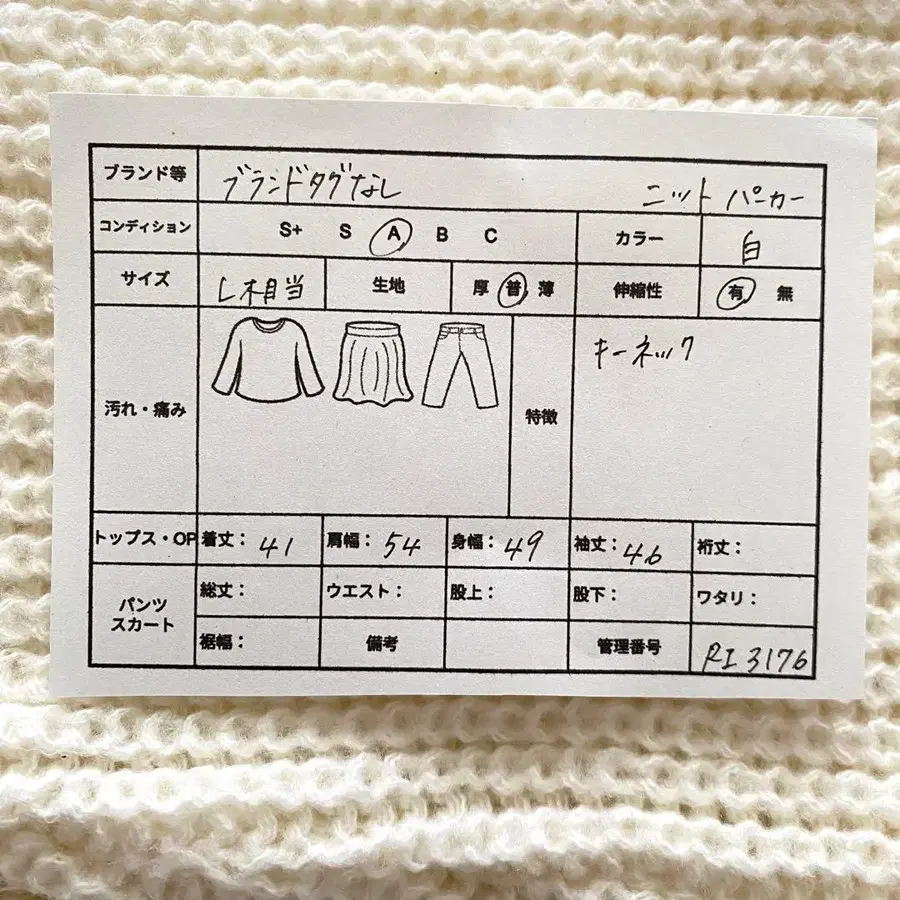 ブランド等 ブランドタグなし ニットパーカー
コンディション S+ S A B C カラー 白
サイズ L相当 生地 厚 普 薄 伸縮性 有 無
汚れ・痛み 特徴 キーネック
トップス・OP 着丈：41 肩幅：54 身幅：49 袖丈：46 裄丈：
パンツ スカート 総丈： ウエスト： 股上： 股下： ワタリ：
裾幅： 備考 管理番号 RI3176